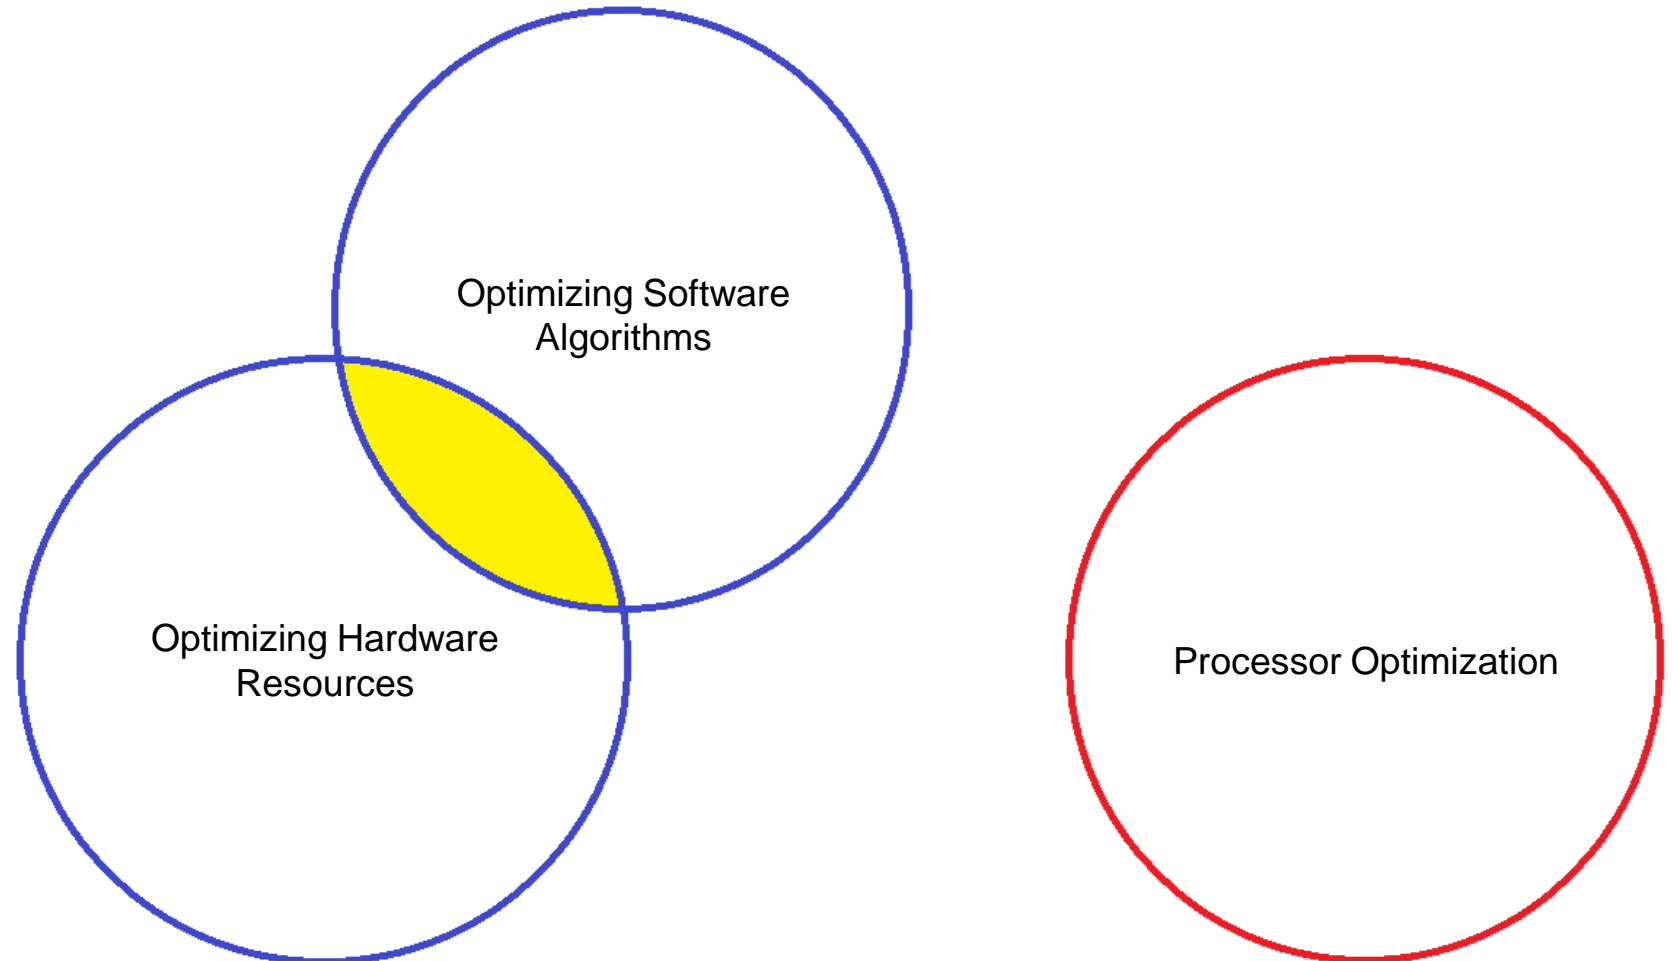 Optimizing Software
Algorithms
Optimizing Hardware
Resources
Processor Optimization